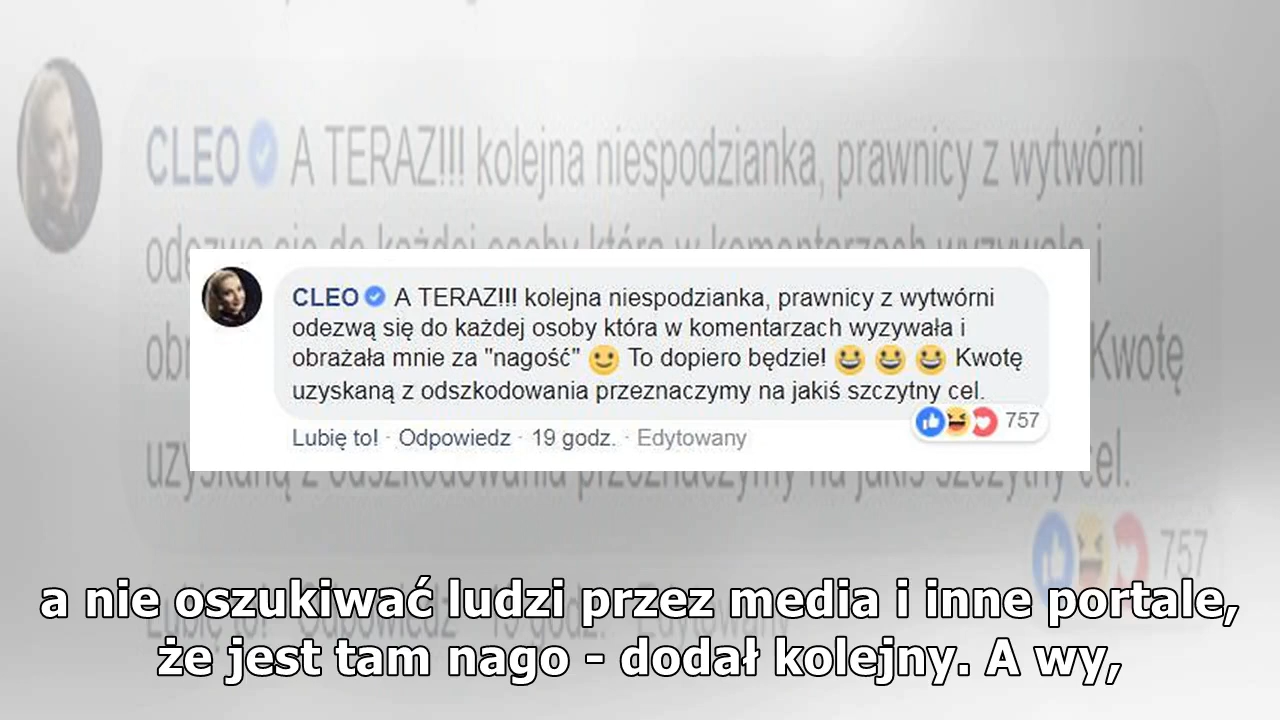 CLEO A TERAZ!!! kolejna niespodzianka, prawnicy z wytwórni
odezwą się do każdej osoby która w komentarzach wyzywała i
obrażała mnie za "nagość" 🙂 To dopiero będzie! 😀 😀 😀 Kwotę
uzyskaną z odszkodowania przeznaczymy na jakiś szczytny cel.
757
Lubię to! · Odpowiedz · 19 godz. · Edytowany
a nie oszukiwać ludzi przez media i inne portale,
że jest tam nago - dodał kolejny. A wy,